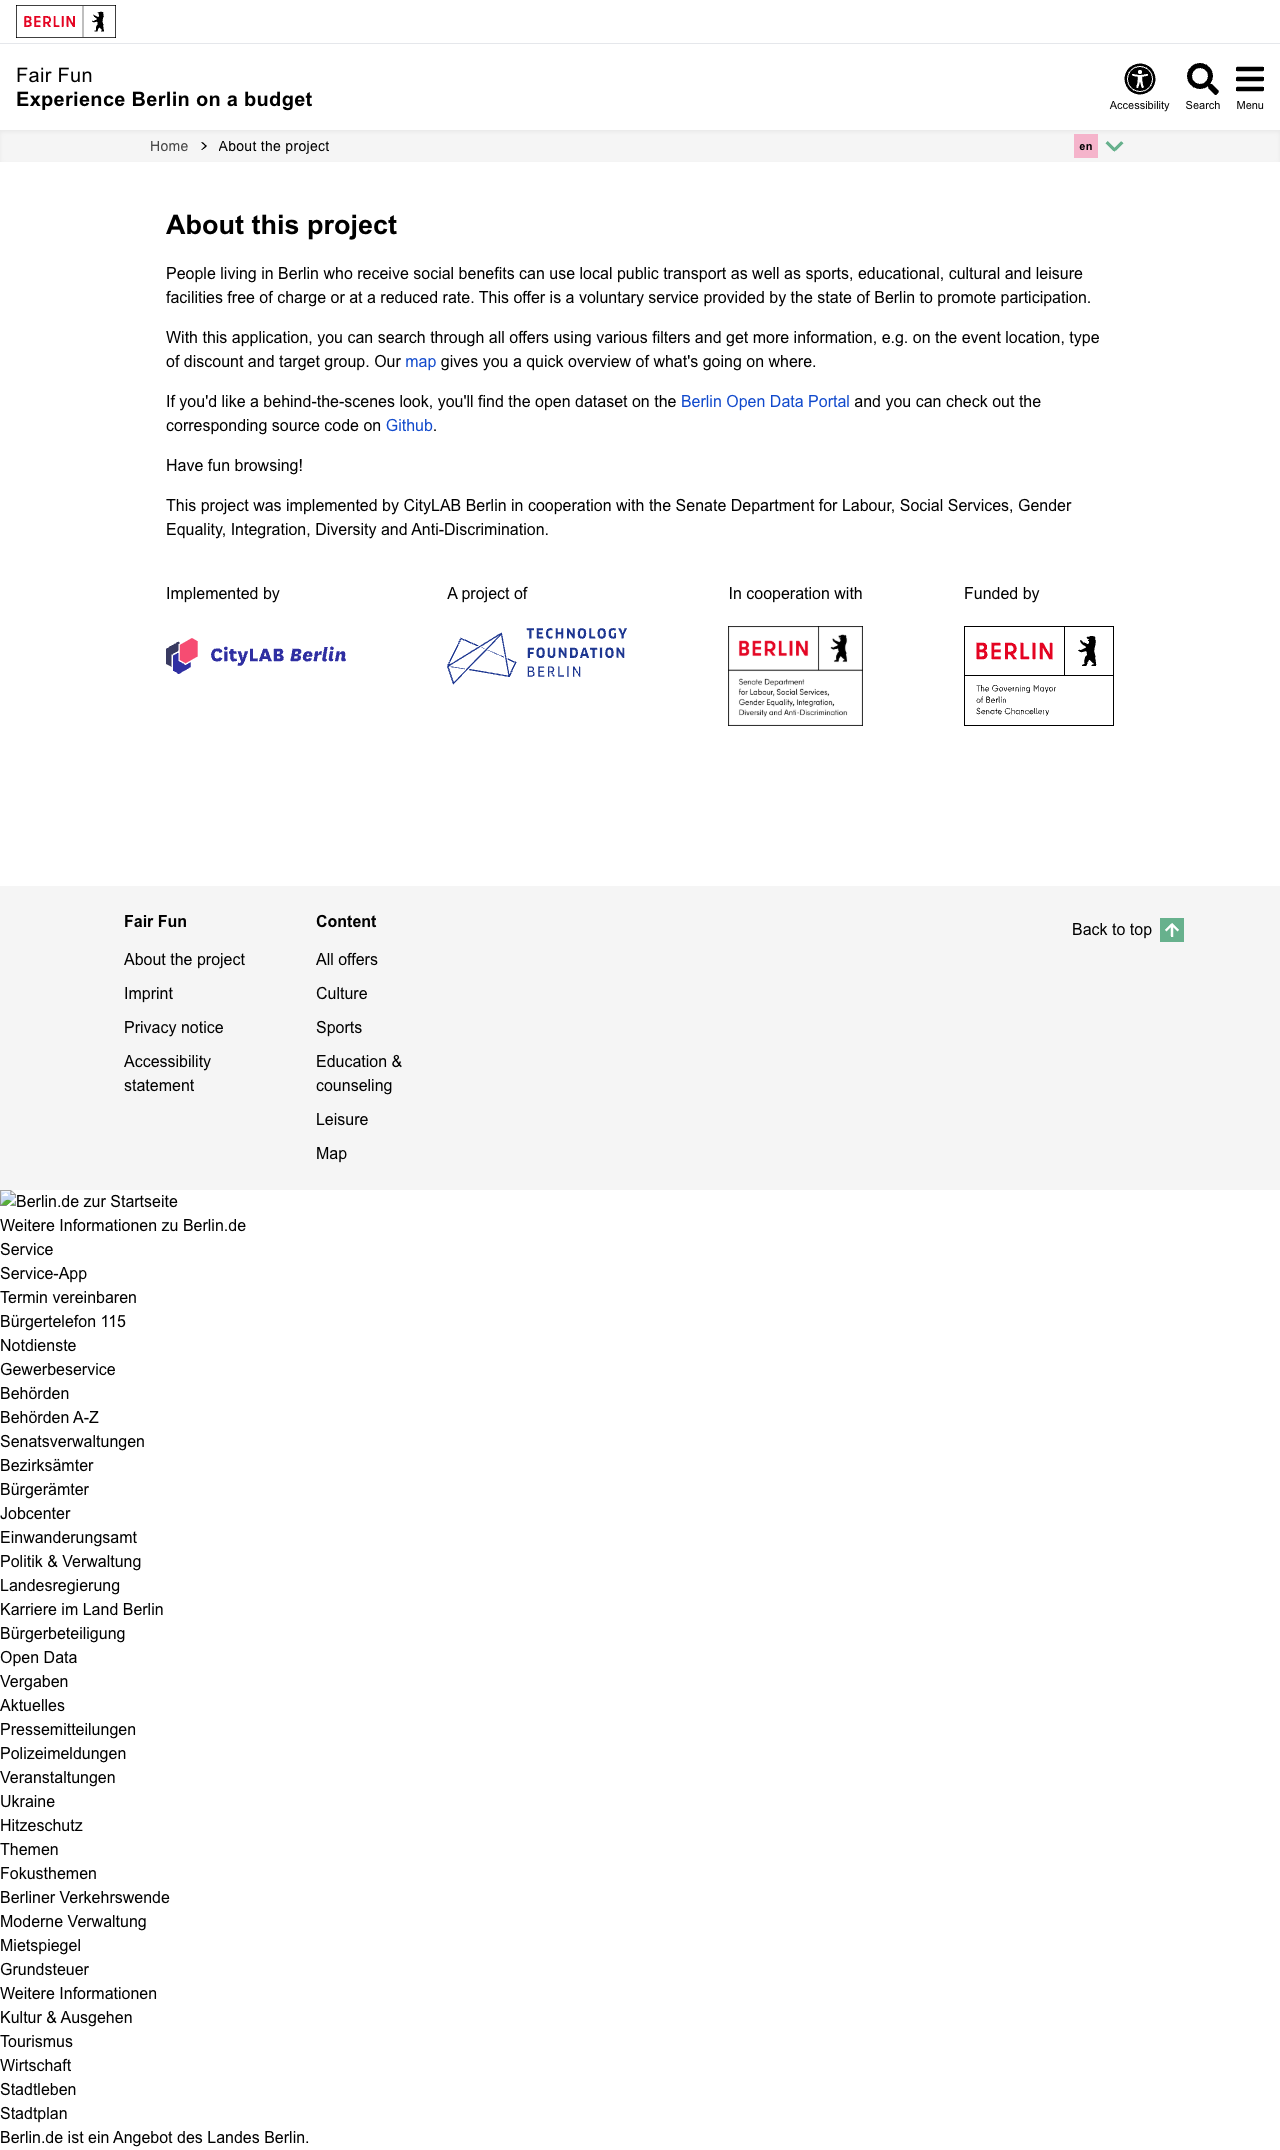 BERLIN
Fair Fun
Experience Berlin on a budget
Accessibility
Search
Menu
Home > About the project
en
About this project
People living in Berlin who receive social benefits can use local public transport as well as sports, educational, cultural and leisure
facilities free of charge or at a reduced rate. This offer is a voluntary service provided by the state of Berlin to promote participation.
With this application, you can search through all offers using various filters and get more information, e.g. on the event location, type
of discount and target group. Our map gives you a quick overview of what's going on where.
If you'd like a behind-the-scenes look, you'll find the open dataset on the Berlin Open Data Portal and you can check out the
corresponding source code on Github.
Have fun browsing!
This project was implemented by CityLAB Berlin in cooperation with the Senate Department for Labour, Social Services, Gender
Equality, Integration, Diversity and Anti-Discrimination.
Implemented by
CityLAB Berlin
A project of
TECHNOLOGY
FOUNDATION
BERLIN
In cooperation with
BERLIN
Senate Department
for Labour, Social Services,
Gender Equality, Integration,
Diversity and Anti-Discrimination
Funded by
BERLIN
The Governing Mayor
of Berlin
Senate Chancellery
Fair Fun
About the project
Imprint
Privacy notice
Accessibility
statement
Content
All offers
Culture
Sports
Education &
counseling
Leisure
Map
Back to top
Berlin.de zur Startseite
Weitere Informationen zu Berlin.de
Service
Service-App
Termin vereinbaren
Bürgertelefon 115
Notdienste
Gewerbeservice
Behörden
Behörden A-Z
Senatsverwaltungen
Bezirksämter
Bürgerämter
Jobcenter
Einwanderungsamt
Politik & Verwaltung
Landesregierung
Karriere im Land Berlin
Bürgerbeteiligung
Open Data
Vergaben
Aktuelles
Pressemitteilungen
Polizeimeldungen
Veranstaltungen
Ukraine
Hitzeschutz
Themen
Fokusthemen
Berliner Verkehrswende
Moderne Verwaltung
Mietspiegel
Grundsteuer
Weitere Informationen
Kultur & Ausgehen
Tourismus
Wirtschaft
Stadtleben
Stadtplan
Berlin.de ist ein Angebot des Landes Berlin.